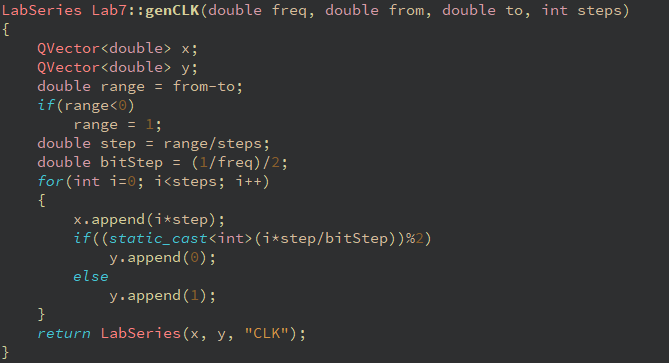 LabSeries Lab7::genCLK(double freq, double from, double to, int steps)
{
    QVector<double> x;
    QVector<double> y;
    double range = from-to;
    if(range<0)
        range = 1;
    double step = range/steps;
    double bitStep = (1/freq)/2;
    for(int i=0; i<steps; i++)
    {
        x.append(i*step);
        if((static_cast<int>(i*step/bitStep))%2)
            y.append(0);
        else
            y.append(1);
    }
    return LabSeries(x, y, "CLK");
}